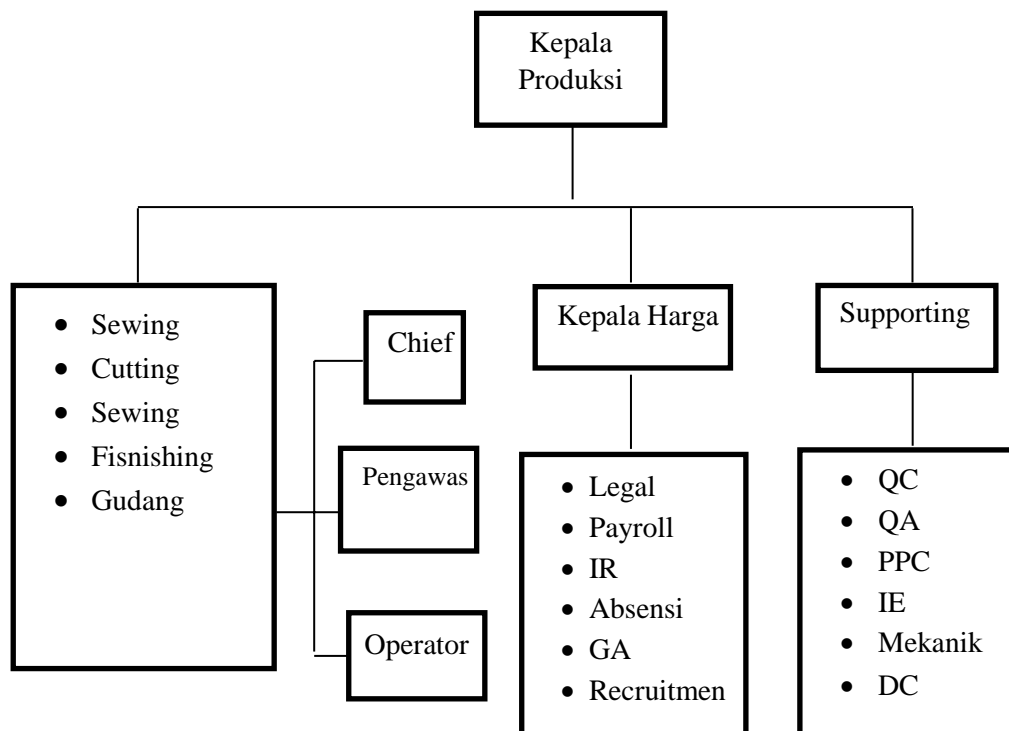 Kepala
Produksi
• Sewing
• Cutting
• Sewing
• Fisnishing
• Gudang
Chief
Pengawas
Operator
Kepala Harga
• Legal
• Payroll
• IR
• Absensi
• GA
• Recruitmen
Supporting
• QC
• QA
• PPC
• IE
• Mekanik
• DC